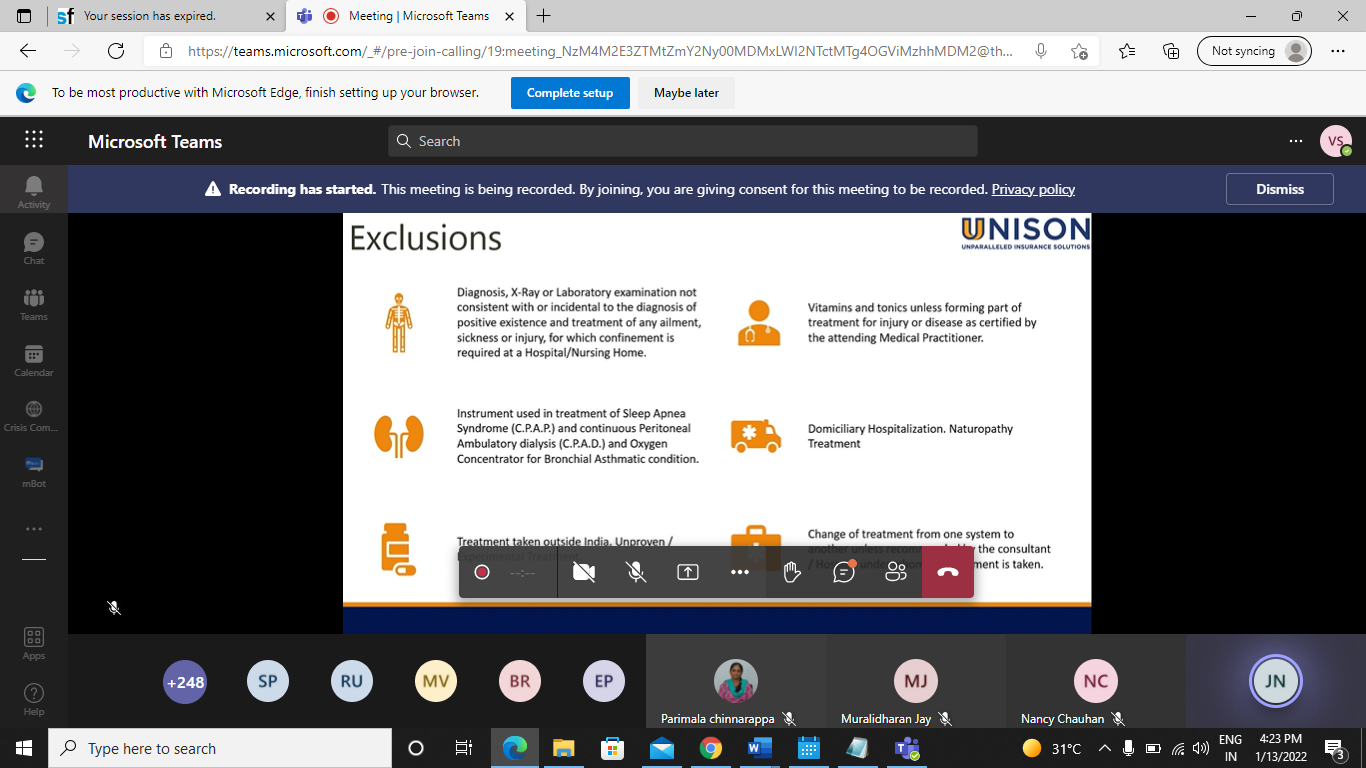 Your session has expired.
Meeting | Microsoft Teams
https://teams.microsoft.com/_#/pre-join-calling/19:meeting_NzM4M2E3ZTMtZmY2Ny00MDMxLWI2NTctMTg4OGViMzhhMDM2@th...
Not syncing
To be most productive with Microsoft Edge, finish setting up your browser.
Complete setup
Maybe later
Microsoft Teams
Search
VS
Recording has started. This meeting is being recorded. By joining, you are giving consent for this meeting to be recorded. Privacy policy
Dismiss
Activity
Chat
Teams
Calendar
Crisis Com...
mBot
Apps
Help
Exclusions
UNISON
UNPARALLELED INSURANCE SOLUTIONS
Diagnosis, X-Ray or Laboratory examination not
consistent with or incidental to the diagnosis of
positive existence and treatment of any ailment,
sickness or injury, for which confinement is
required at a Hospital/Nursing Home.
Vitamins and tonics unless forming part of
treatment for injury or disease as certified by
the attending Medical Practitioner.
Instrument used in treatment of Sleep Apnea
Syndrome (C.P.A.P.) and continuous Peritoneal
Ambulatory dialysis (C.P.A.D.) and Oxygen
Concentrator for Bronchial Asthmatic condition.
Domiciliary Hospitalization. Naturopathy
Treatment
Treatment taken outside India. Unproven /
Experimental Treatment.
Change of treatment from one system to
another unless recommended by the consultant
/ ment is taken.
--:--
+248
SP
RU
MV
BR
EP
Parimala chinnarappa
MJ
Muralidharan Jay
NC
Nancy Chauhan
JN
Type here to search
31°C
ENG
IN
4:23 PM
1/13/2022
3